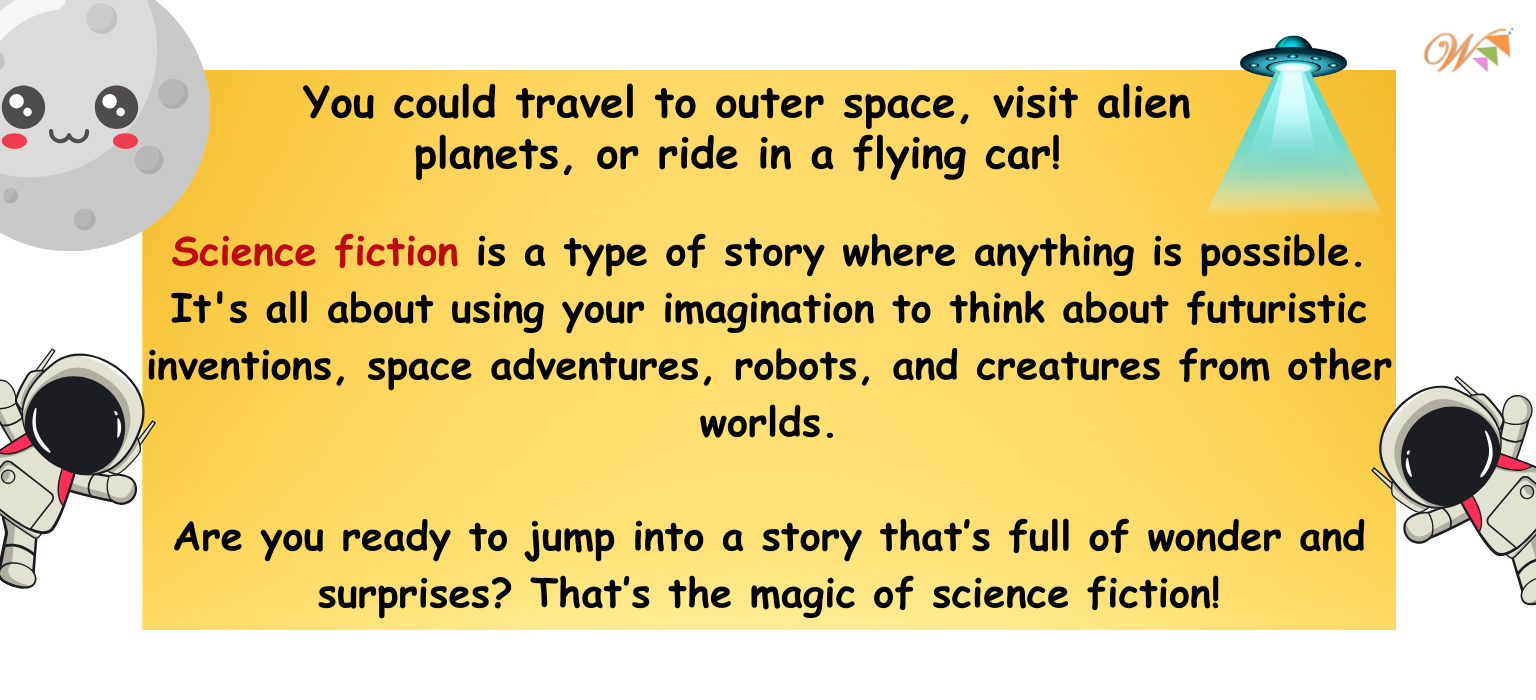 W
You could travel to outer space, visit alien
planets, or ride in a flying car!
Science fiction is a type of story where anything is possible.
It's all about using your imagination to think about futuristic
inventions, space adventures, robots, and creatures from other
worlds.
Are you ready to jump into a story that’s full of wonder and
surprises? That’s the magic of science fiction!